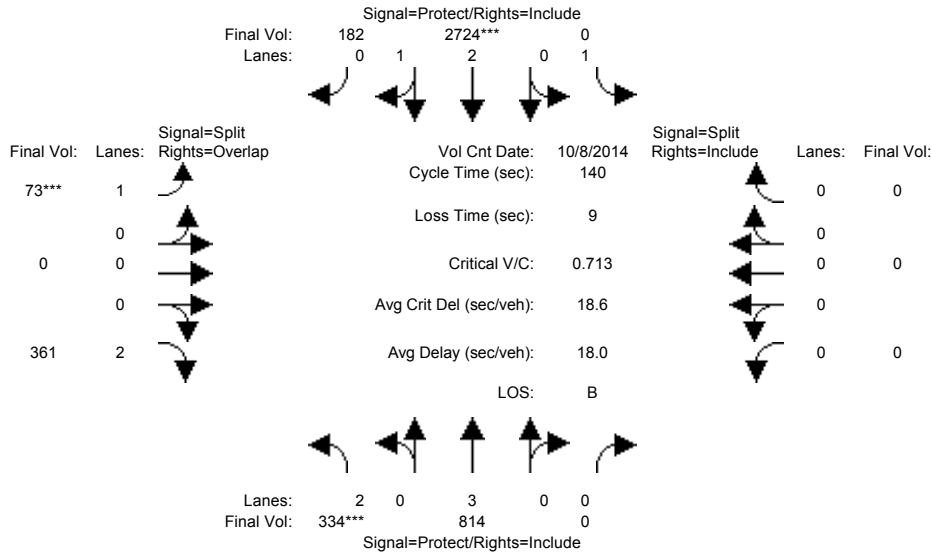 Signal=Protect/Rights=Include
Final Vol: 182 2724*** 0
Lanes: 0 1 2 0 1
Signal=Split Signal=Split
Final Vol: Lanes: Rights=Overlap Vol Cnt Date: 10/8/2014 Rights=Include Lanes: Final Vol:
Cycle Time (sec): 140
73*** 1 0 0
Loss Time (sec): 9
0 0
0 0 Critical V/C: 0.713 0 0
0 Avg Crit Del (sec/veh): 18.6 0
361 2 Avg Delay (sec/veh): 18.0 0 0
LOS: B
Lanes: 2 0 3 0 0
Final Vol: 334*** 814 0
Signal=Protect/Rights=Include